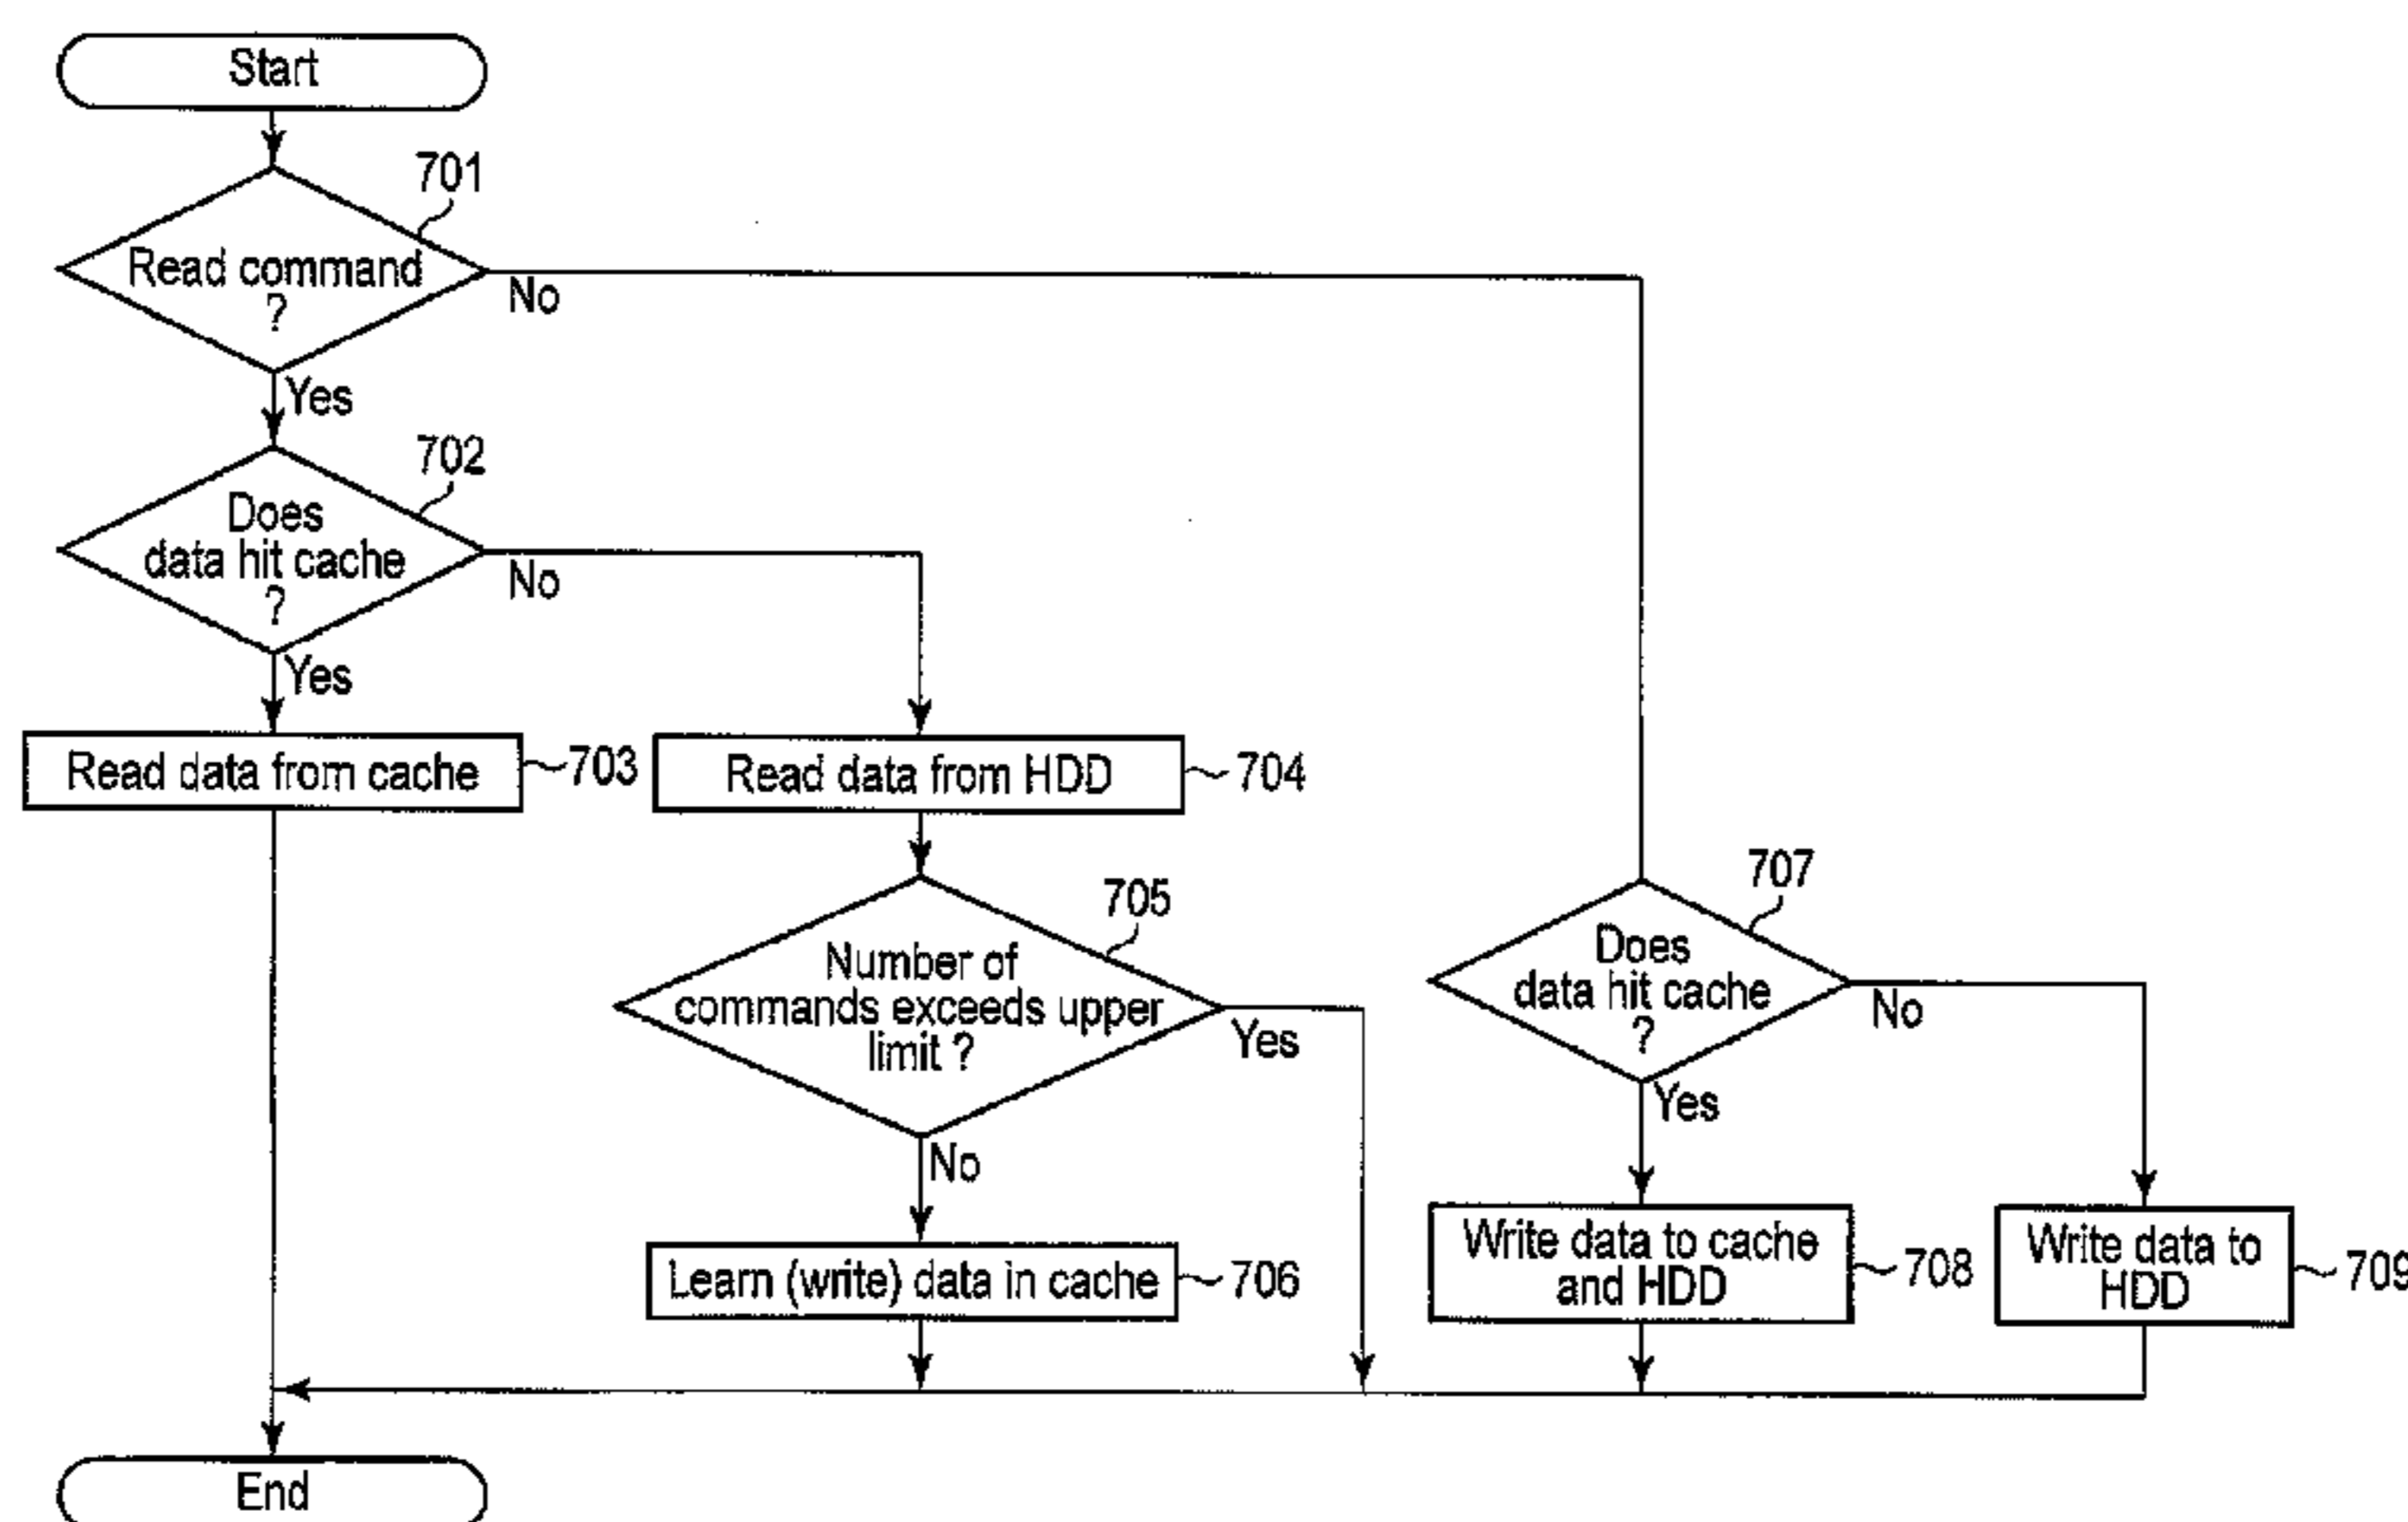 Start
701
Read command
?
No
Yes
702
Does
data hit cache
?
No
Yes
Read data from cache
703
Read data from HDD
704
705
Number of
commands exceeds upper
limit ?
Yes
No
Learn (write) data in cache
706
707
Does
data hit cache
?
No
Yes
Write data to cache
and HDD
708
Write data to
HDD
709
End